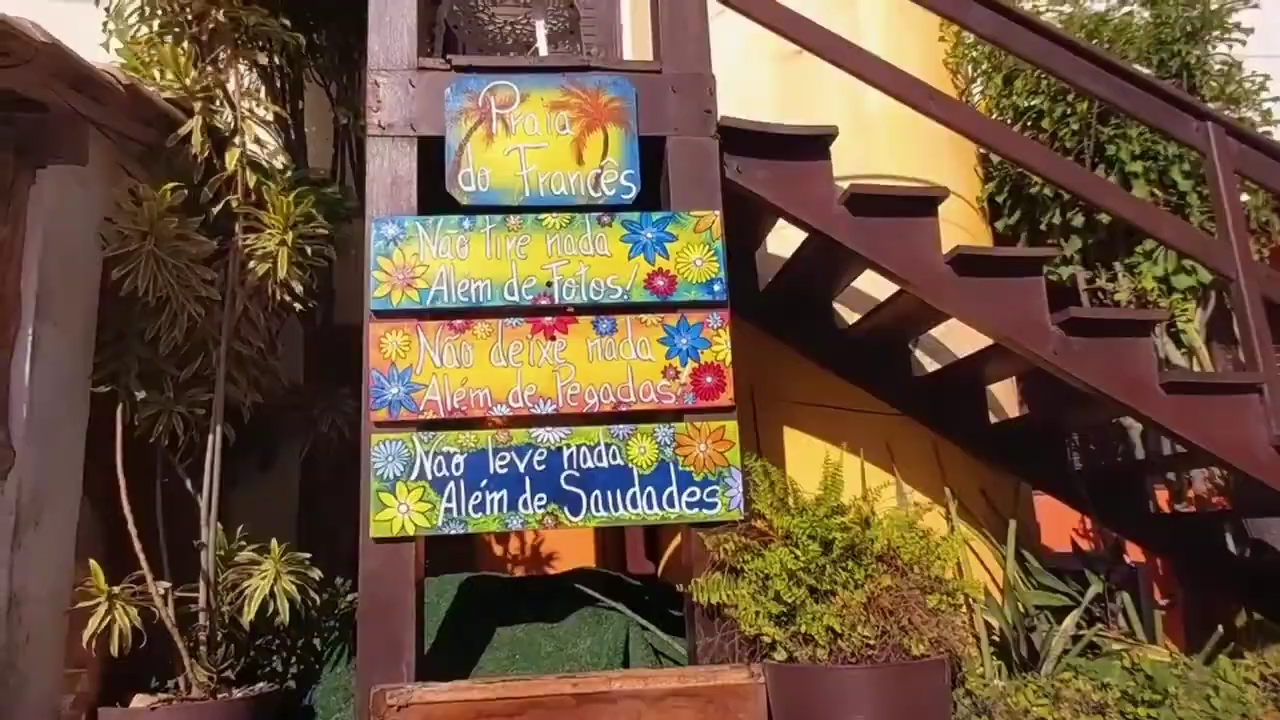 Praia
do Francês
Não tire nada
Além de Fotos!
Não deixe nada
Além de Pegadas
Não leve nada
Além de Saudades